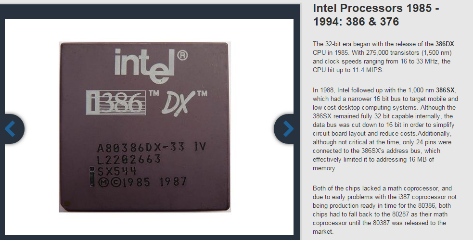 Intel Processors 1985 -
1994: 386 & 376
The 32-bit era began with the release of the 386DX
CPU in 1985. With 275,000 transistors (1,500 nm)
and clock speeds ranging from 16 to 33 MHz, the
CPU hit up to 11.4 MIPS.
In 1988, Intel followed up with the 1,000 nm 386SX,
which had a narrower 16 bit bus to target mobile and
low cost desktop computing systems. Although the
386SX remained fully 32 bit capable internally, the
data bus was cut down to 16 bit in order to simplify
circuit board layout and reduce costs. Additionally,
although not critical at the time, only 24 pins were
connected to the 386SX's address bus, which
effectively limited it to addressing 16 MB of
memory.
Both of the chips lacked a math coprocessor, and
due to early problems with the i387 coprocessor not
being production ready in time for the 80386, both
chips had to fall back to the 80287 as their math
coprocessor until the 80387 was released to the
market.
intel®
i386™ DX™
A80386DX-33 IV
L2202663
SX544
Ⓜ©1985 1987